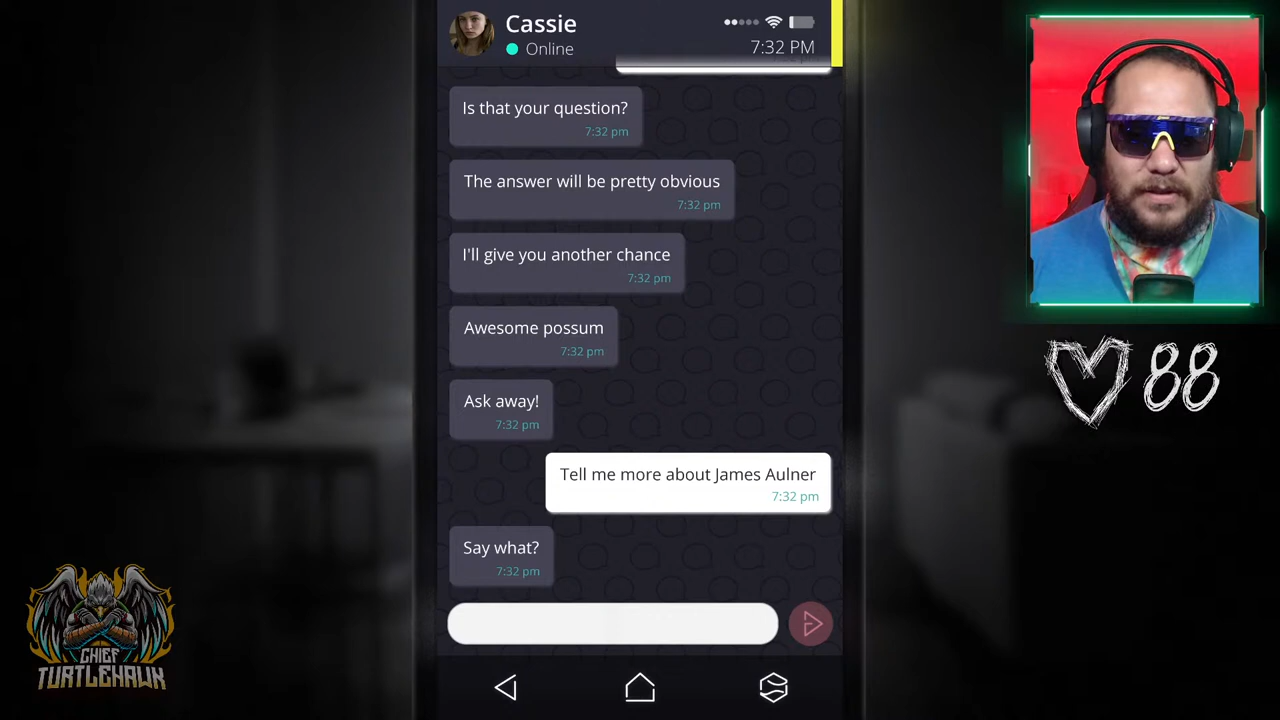 Cassie
Online
7:32 PM
Is that your question?
7:32 pm
The answer will be pretty obvious
7:32 pm
I'll give you another chance
7:32 pm
Awesome possum
7:32 pm
Ask away!
7:32 pm
Tell me more about James Aulner
7:32 pm
Say what?
7:32 pm
88
CHIEF
TURTLEHAWK